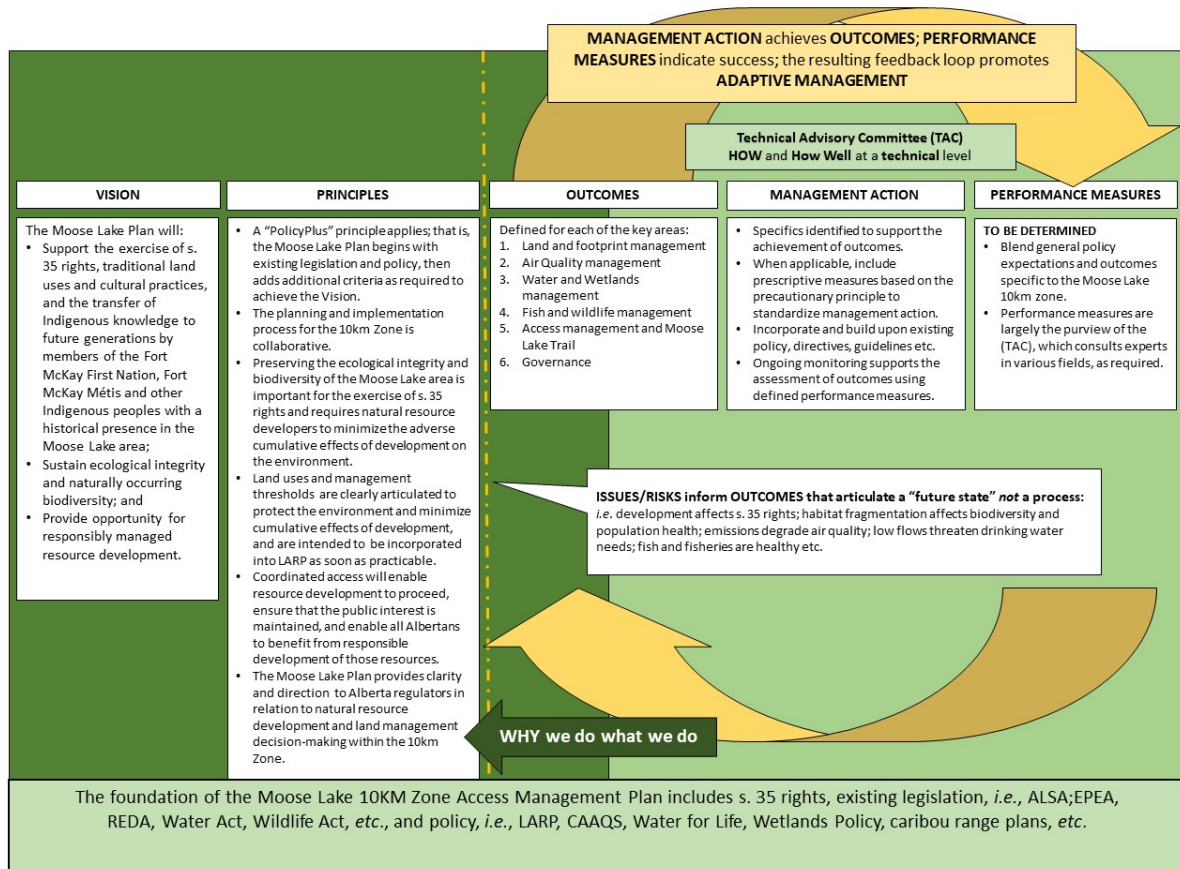 MANAGEMENT ACTION achieves OUTCOMES; PERFORMANCE
MEASURES indicate success; the resulting feedback loop promotes
ADAPTIVE MANAGEMENT
Technical Advisory Committee (TAC)
HOW and How Well at a technical level
VISION
The Moose Lake Plan will:
• Support the exercise of s.
35 rights, traditional land
uses and cultural practices,
and the transfer of
Indigenous knowledge to
future generations by
members of the Fort
McKay First Nation, Fort
McKay Métis and other
Indigenous peoples with a
historical presence in the
Moose Lake area;
• Sustain ecological integrity
and naturally occurring
biodiversity; and
• Provide opportunity for
responsibly managed
resource development.
PRINCIPLES
• A “PolicyPlus” principle applies; that is,
the Moose Lake Plan begins with
existing legislation and policy, then
adds additional criteria as required to
achieve the Vision.
• The planning and implementation
process for the 10km Zone is
collaborative.
• Preserving the ecological integrity and
biodiversity of the Moose Lake area is
important for the exercise of s. 35
rights and requires natural resource
developers to minimize the adverse
cumulative effects of development on
the environment.
• Land uses and management
thresholds are clearly articulated to
protect the environment and minimize
cumulative effects of development,
and are intended to be incorporated
into LARP as soon as practicable.
• Coordinated access will enable
resource development to proceed,
ensure that the public interest is
maintained, and enable all Albertans
to benefit from responsible
development of those resources.
• The Moose Lake Plan provides clarity
and direction to Alberta regulators in
relation to natural resource
development and land management
decision-making within the 10km
Zone.
OUTCOMES
Defined for each of the key areas:
1. Land and footprint management
2. Air Quality management
3. Water and Wetlands
management
4. Fish and wildlife management
5. Access management and Moose
Lake Trail
6. Governance
MANAGEMENT ACTION
• Specifics identified to support the
achievement of outcomes.
• When applicable, include
prescriptive measures based on the
precautionary principle to
standardize management action.
• Incorporate and build upon existing
policy, directives, guidelines etc.
• Ongoing monitoring supports the
assessment of outcomes using
defined performance measures.
PERFORMANCE MEASURES
TO BE DETERMINED
• Blend general policy
expectations and outcomes
specific to the Moose Lake
10km zone.
• Performance measures are
largely the purview of the
(TAC), which consults experts
in various fields, as required.
ISSUES/RISKS inform OUTCOMES that articulate a “future state” not a process:
i.e. development affects s. 35 rights; habitat fragmentation affects biodiversity and
population health; emissions degrade air quality; low flows threaten drinking water
needs; fish and fisheries are healthy etc.
WHY we do what we do
The foundation of the Moose Lake 10KM Zone Access Management Plan includes s. 35 rights, existing legislation, i.e., ALSA;EPEA,
REDA, Water Act, Wildlife Act, etc., and policy, i.e., LARP, CAAQS, Water for Life, Wetlands Policy, caribou range plans, etc.